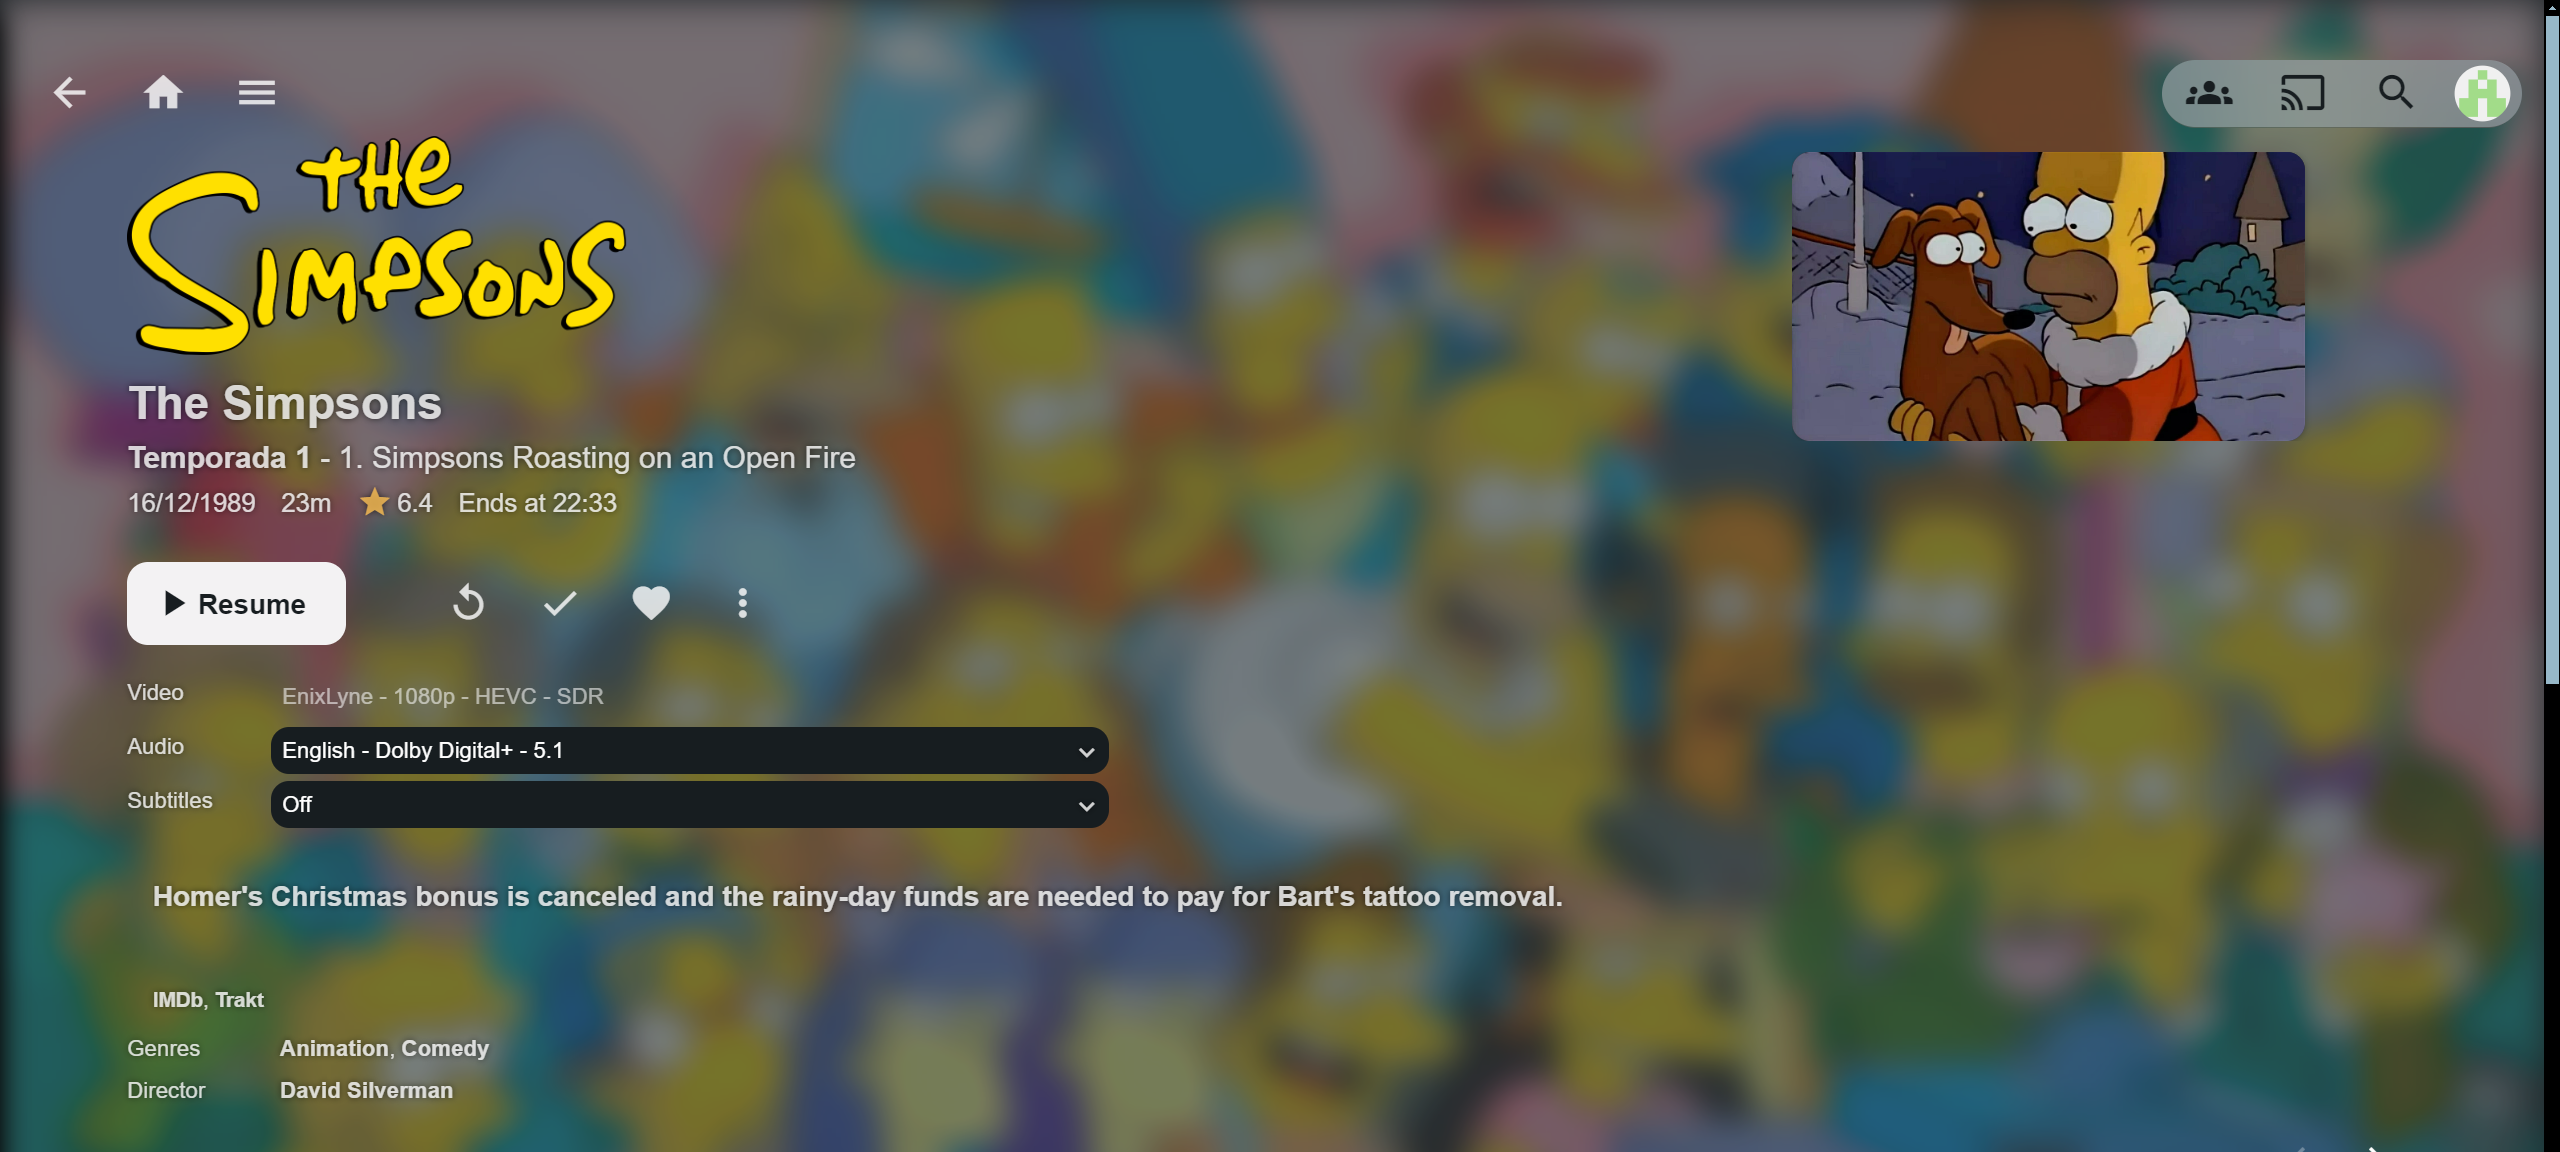 THE
SIMPSONS
The Simpsons
Temporada 1 - 1. Simpsons Roasting on an Open Fire
16/12/1989 23m 6.4 Ends at 22:33
Resume
Video EnixLyne - 1080p - HEVC - SDR
Audio English - Dolby Digital+ - 5.1
Subtitles Off
Homer's Christmas bonus is canceled and the rainy-day funds are needed to pay for Bart's tattoo removal.
IMDb, Trakt
Genres Animation, Comedy
Director David Silverman